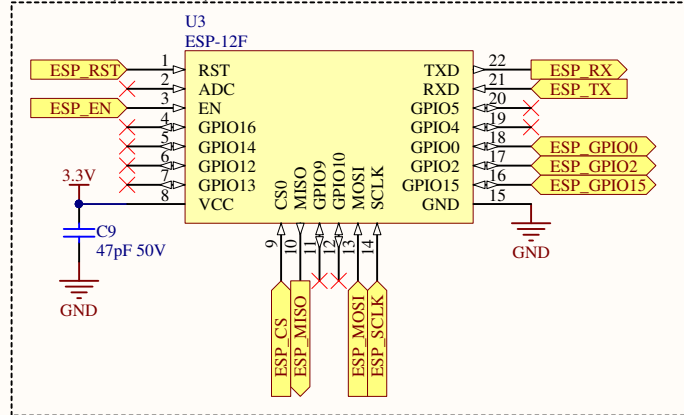 U3
ESP-12F
ESP_RST 1 RST TXD 22 ESP_RX
2 ADC RXD 21 ESP_TX
ESP_EN 3 EN GPIO5 20
4 GPIO16 GPIO4 19
5 GPIO14 GPIO0 18 ESP_GPIO0
6 GPIO12 GPIO2 17 ESP_GPIO2
7 GPIO13 GPIO15 16 ESP_GPIO15
3.3V 8 VCC GND 15
CS0 MISO GPIO9 GPIO10 MOSI SCLK
9 10 11 12 13 14
C9
47pF 50V
GND
GND
ESP_CS ESP_MISO ESP_MOSI ESP_SCLK